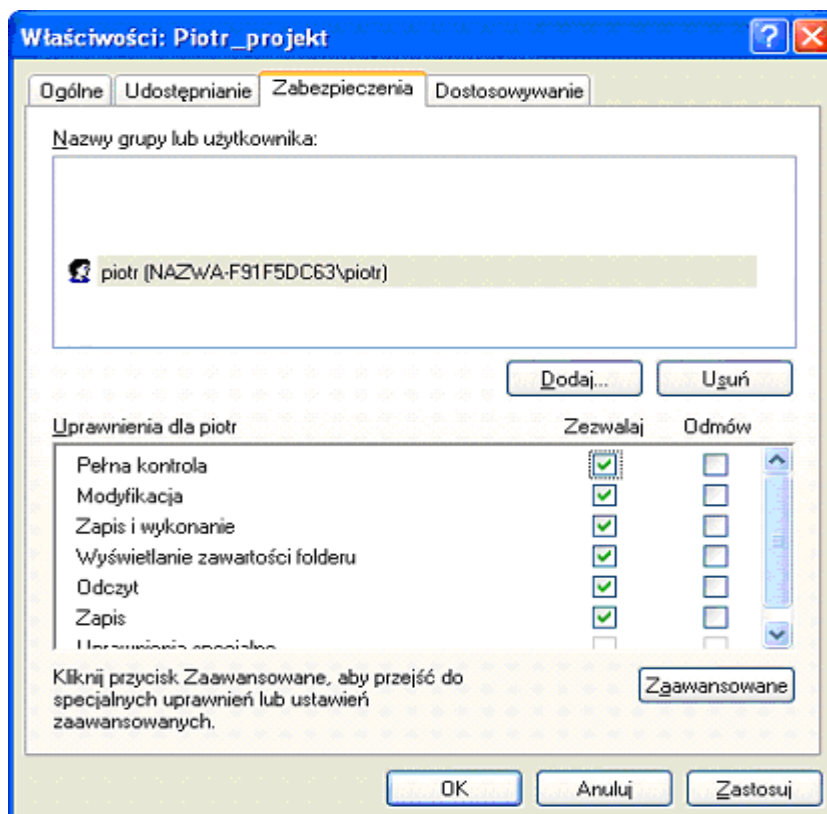 Właściwości: Piotr_projekt
Ogólne Udostępnianie Zabezpieczenia Dostosowywanie
Nazwy grupy lub użytkownika:
piotr (NAZWA-F91F5DC63\piotr)
Dodaj... Usuń
Uprawnienia dla piotr Zezwalaj Odmów
Pełna kontrola
Modyfikacja
Zapis i wykonanie
Wyświetlanie zawartości folderu
Odczyt
Zapis
Uprawnienia specjalne
Kliknij przycisk Zaawansowane, aby przejść do
specjalnych uprawnień lub ustawień
zaawansowanych.
Zaawansowane
OK Anuluj Zastosuj